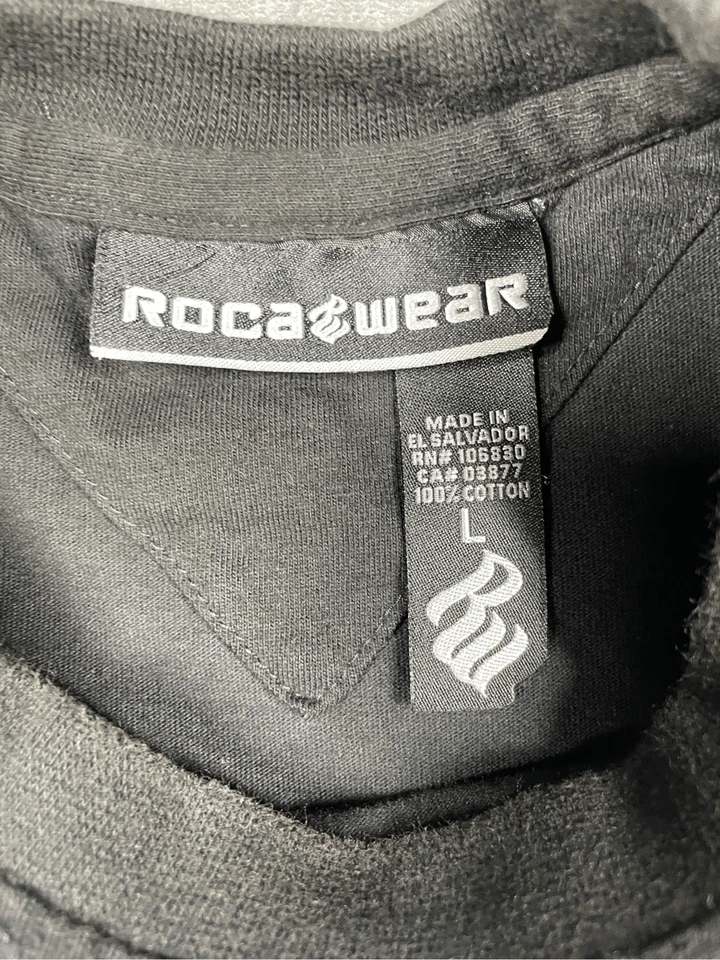 ROCAWEAR
MADE IN
EL SALVADOR
RN# 106830
CA# 03877
100% COTTON
L